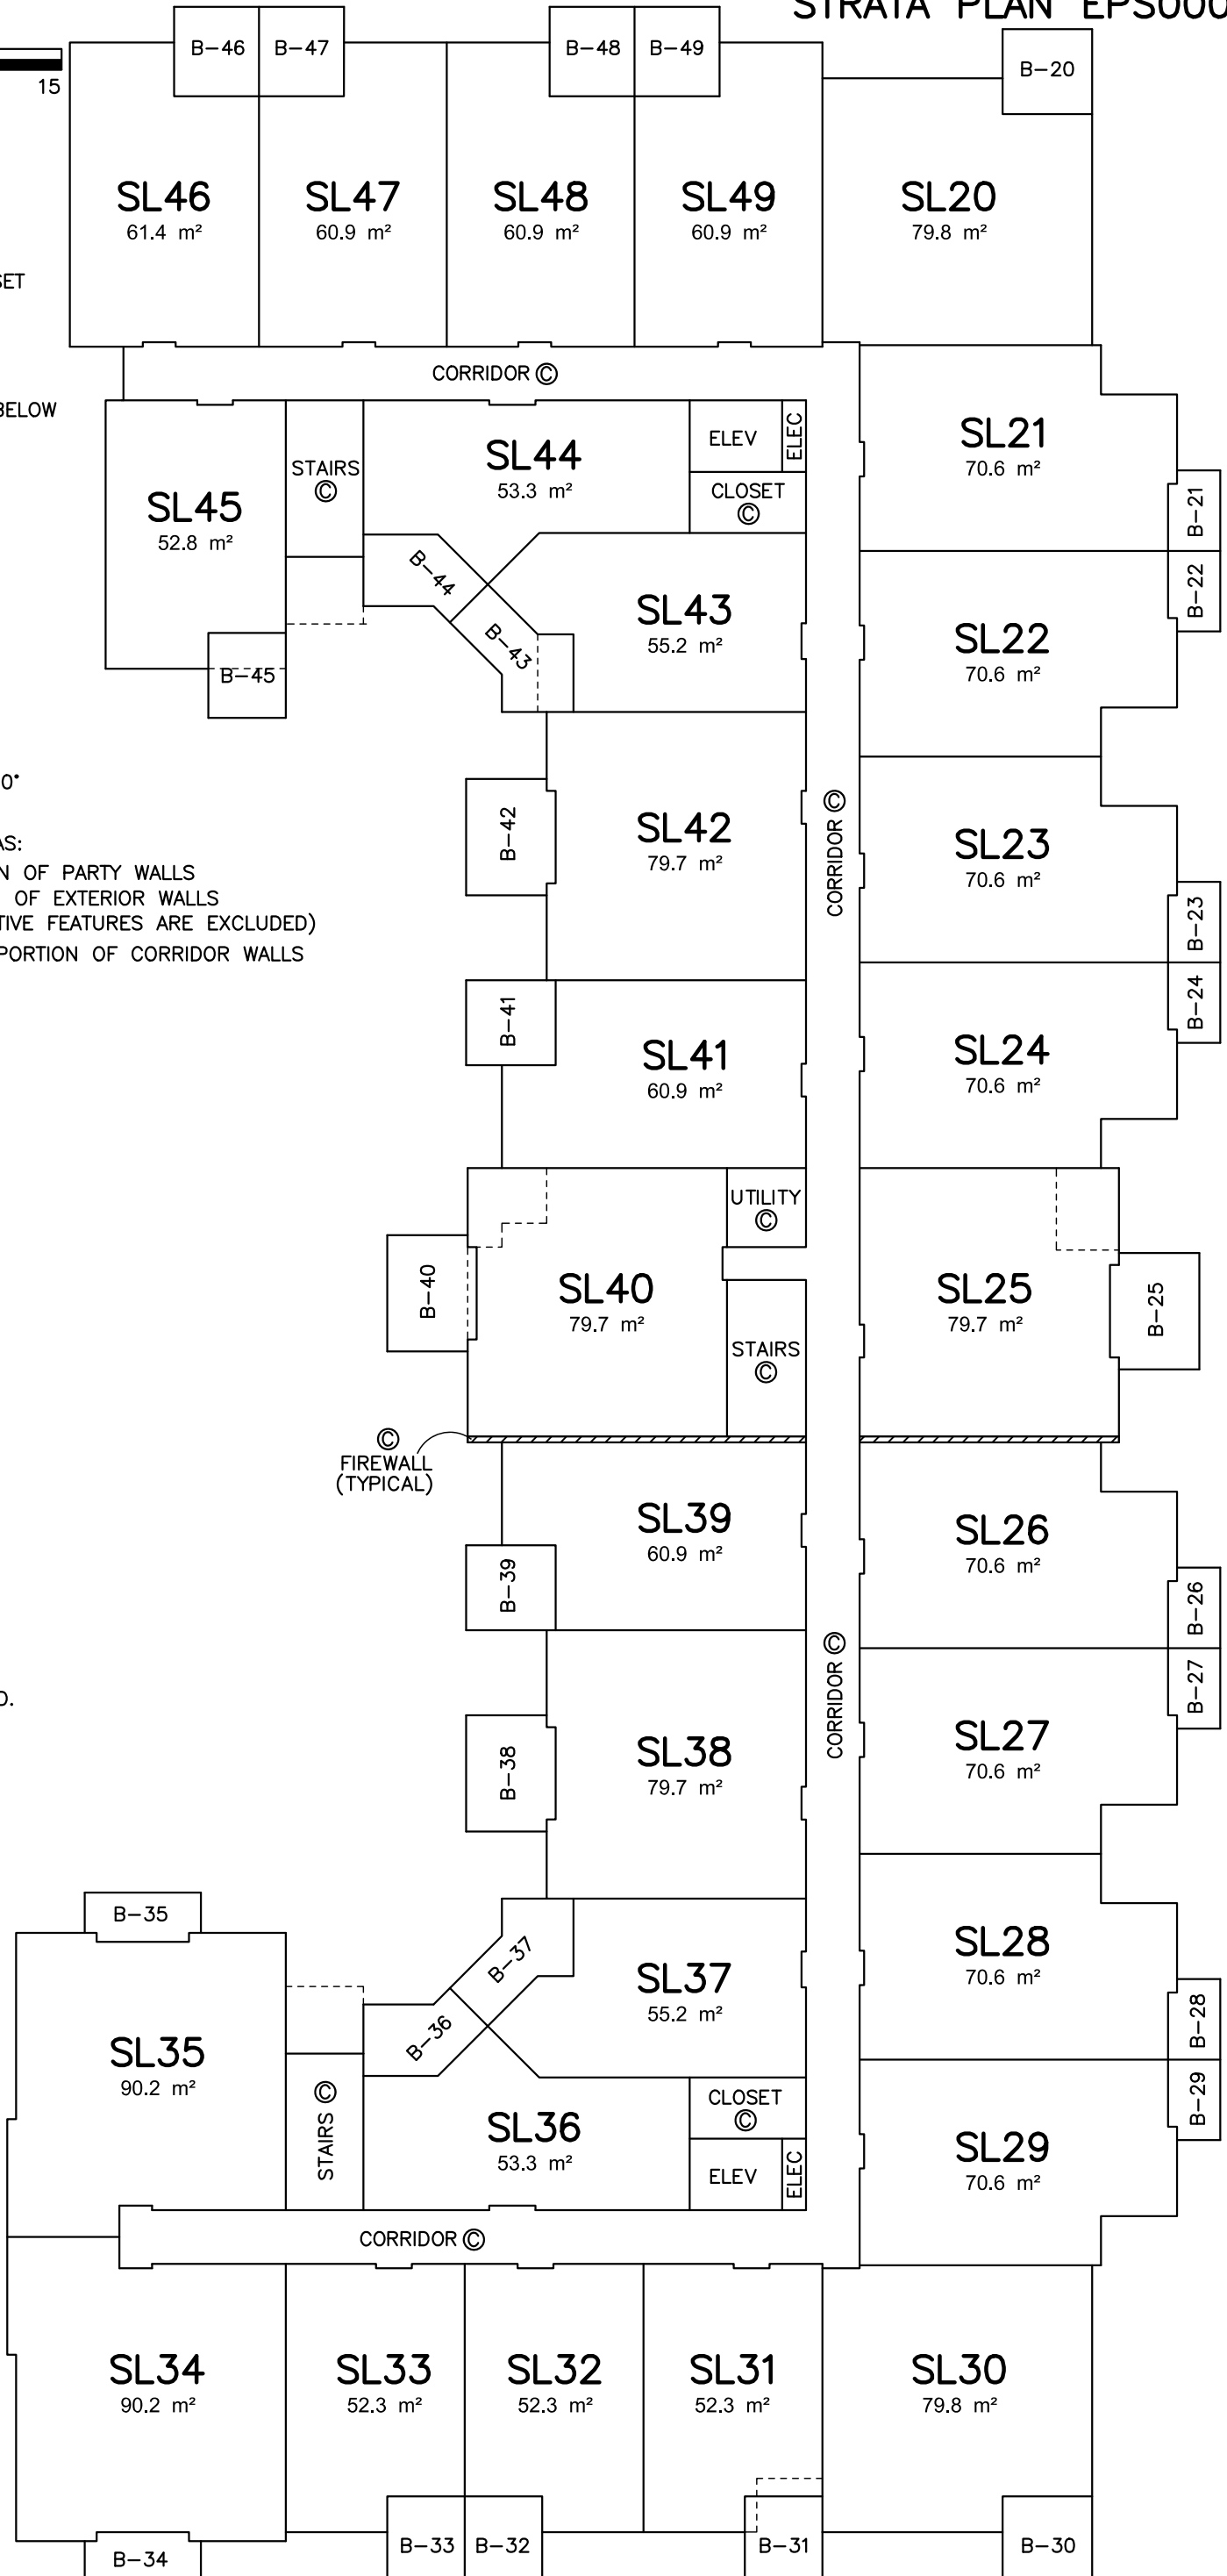 STRATA PLAN EPS000
15
B-46
B-47
B-48
B-49
B-20
SL46
61.4 m²
SL47
60.9 m²
SL48
60.9 m²
SL49
60.9 m²
SL20
79.8 m²
SET
CORRIDOR ©
BELOW
SL45
52.8 m²
STAIRS
©
SL44
53.3 m²
ELEV
ELEC
CLOSET
©
SL21
70.6 m²
B-21
B-22
B-44
B-43
SL43
55.2 m²
SL22
70.6 m²
B-45
0°
AS:
N OF PARTY WALLS
OF EXTERIOR WALLS
TIVE FEATURES ARE EXCLUDED)
PORTION OF CORRIDOR WALLS
B-42
SL42
79.7 m²
CORRIDOR ©
SL23
70.6 m²
B-23
B-24
B-41
SL41
60.9 m²
SL24
70.6 m²
UTILITY
©
B-40
SL40
79.7 m²
STAIRS
©
SL25
79.7 m²
B-25
©
FIREWALL
(TYPICAL)
SL39
60.9 m²
B-39
SL26
70.6 m²
B-26
B-27
CORRIDOR ©
O.
B-38
SL38
79.7 m²
SL27
70.6 m²
B-35
B-37
B-36
SL37
55.2 m²
SL28
70.6 m²
B-28
B-29
SL35
90.2 m²
STAIRS ©
SL36
53.3 m²
CLOSET
©
ELEV
ELEC
SL29
70.6 m²
CORRIDOR ©
SL34
90.2 m²
SL33
52.3 m²
SL32
52.3 m²
SL31
52.3 m²
SL30
79.8 m²
B-34
B-33
B-32
B-31
B-30